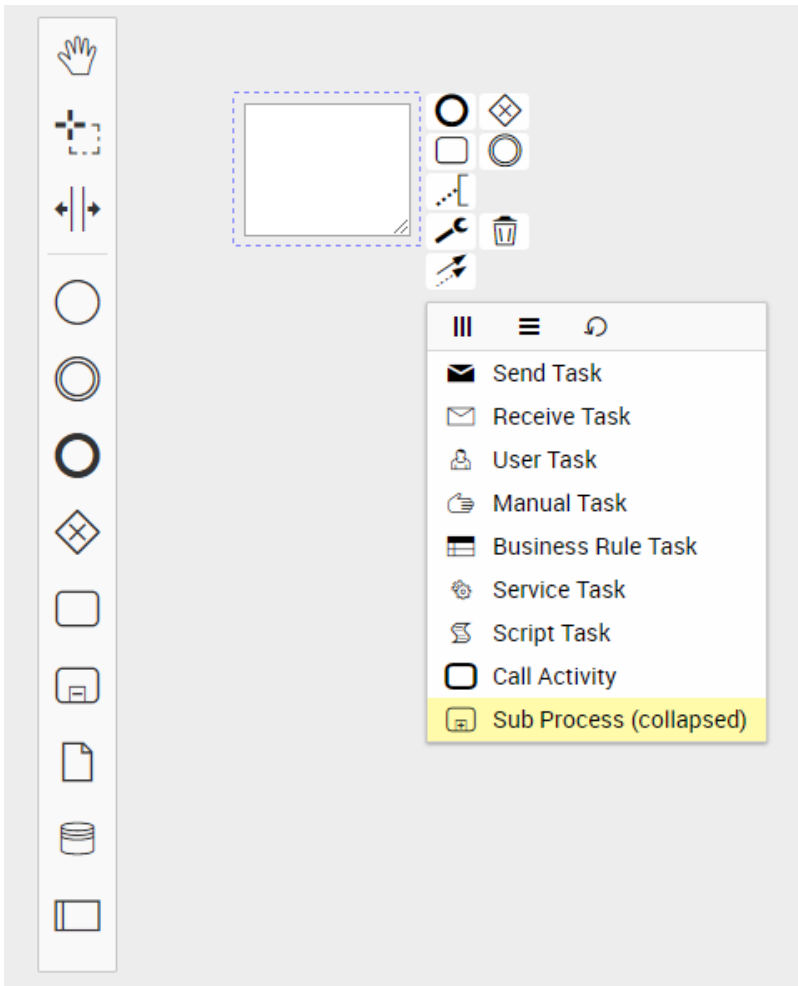 Send Task
Receive Task
User Task
Manual Task
Business Rule Task
Service Task
Script Task
Call Activity
Sub Process (collapsed)